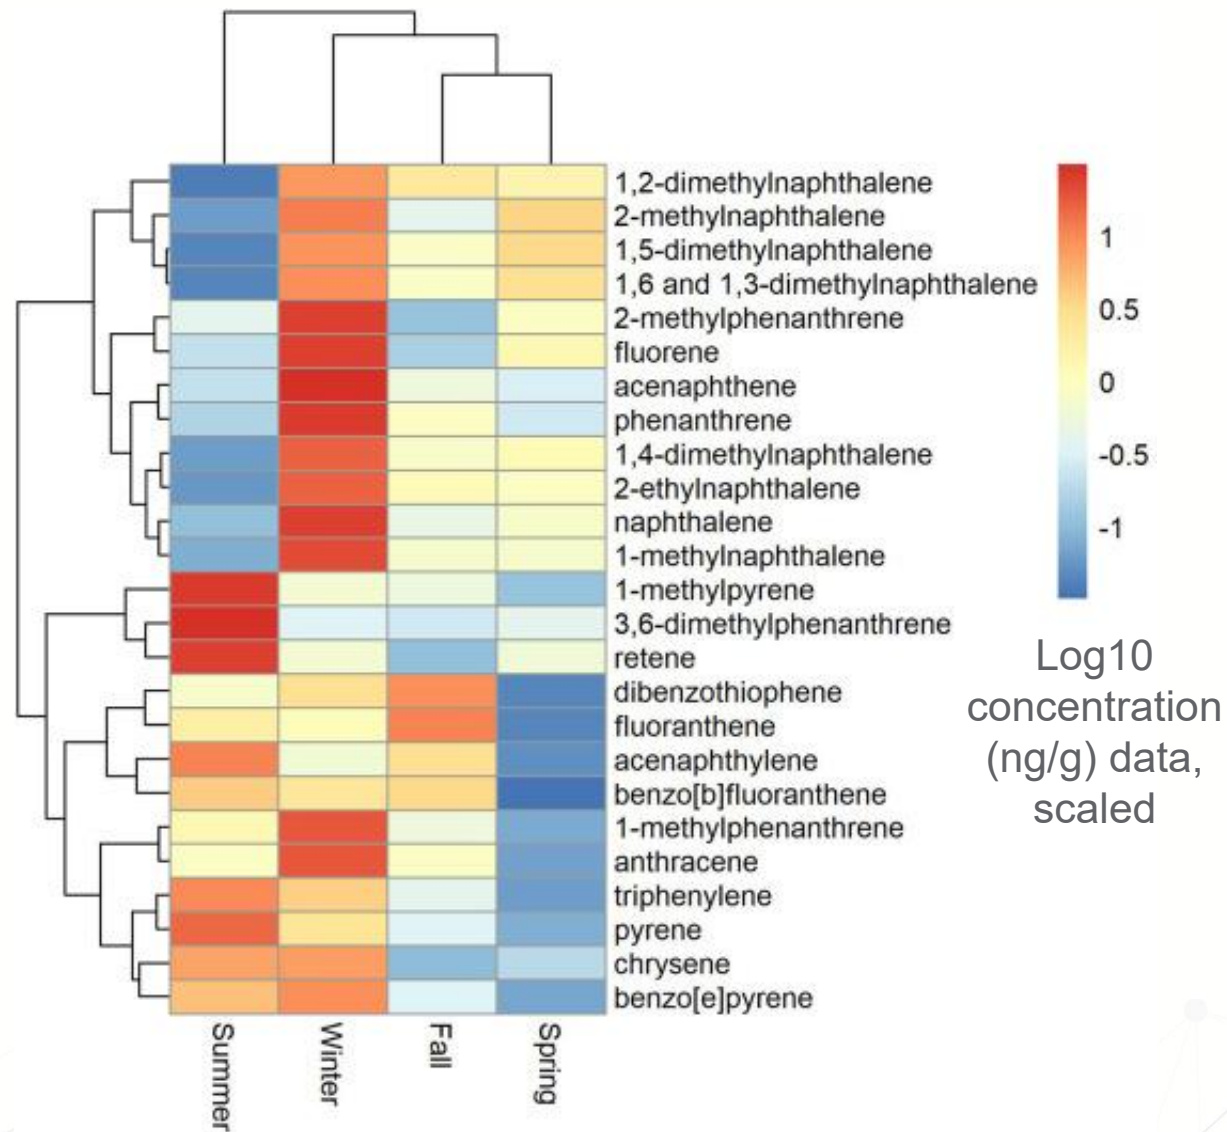 1,2-dimethylnaphthalene
2-methylnaphthalene
1,5-dimethylnaphthalene
1,6 and 1,3-dimethylnaphthalene
2-methylphenanthrene
fluorene
acenaphthene
phenanthrene
1,4-dimethylnaphthalene
2-ethylnaphthalene
naphthalene
1-methylnaphthalene
1-methylpyrene
3,6-dimethylphenanthrene
retene
dibenzothiophene
fluoranthene
acenaphthylene
benzo[b]fluoranthene
1-methylphenanthrene
anthracene
triphenylene
pyrene
chrysene
benzo[e]pyrene
Summer
Winter
Fall
Spring
1
0.5
0
-0.5
-1
Log10
concentration
(ng/g) data,
scaled